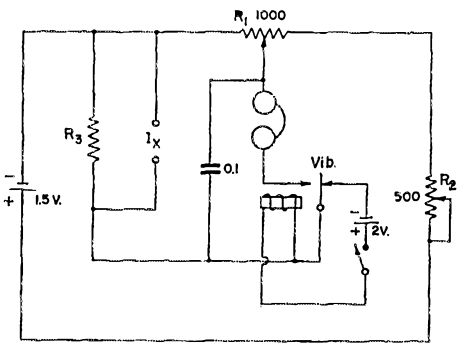 R1 1000
R3
Ix
0.1
Vib.
- + 1.5 V.
500 R2
- + 2V.